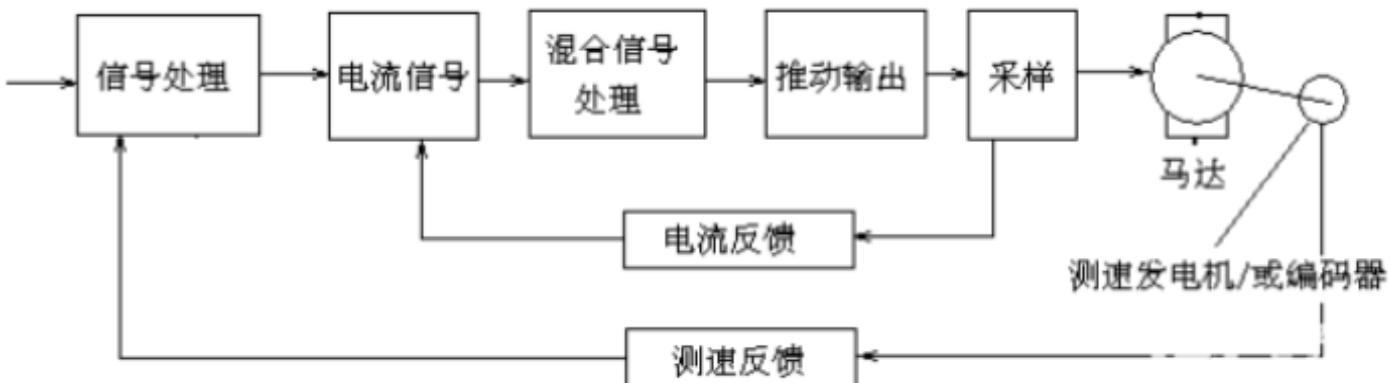 信号处理
电流信号
混合信号
处理
推动输出
采样
马达
电流反馈
测速发电机/或编码器
测速反馈